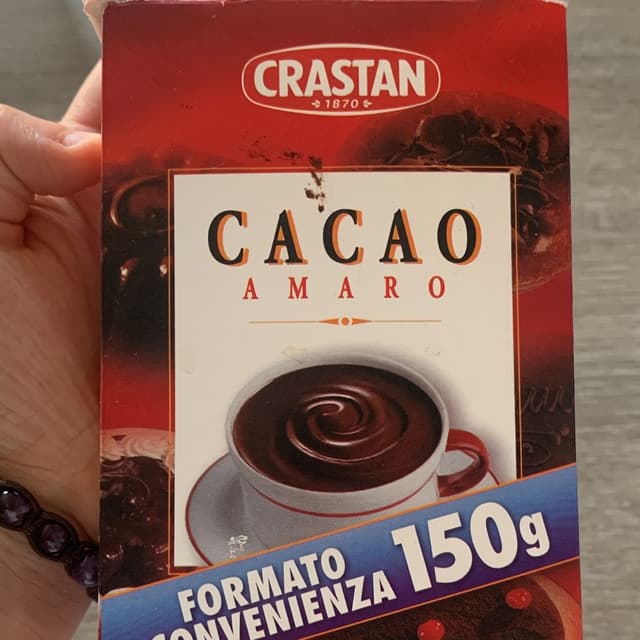 CRASTAN
1870
CACAO
AMARO
FORMATO
CONVENIENZA 150g